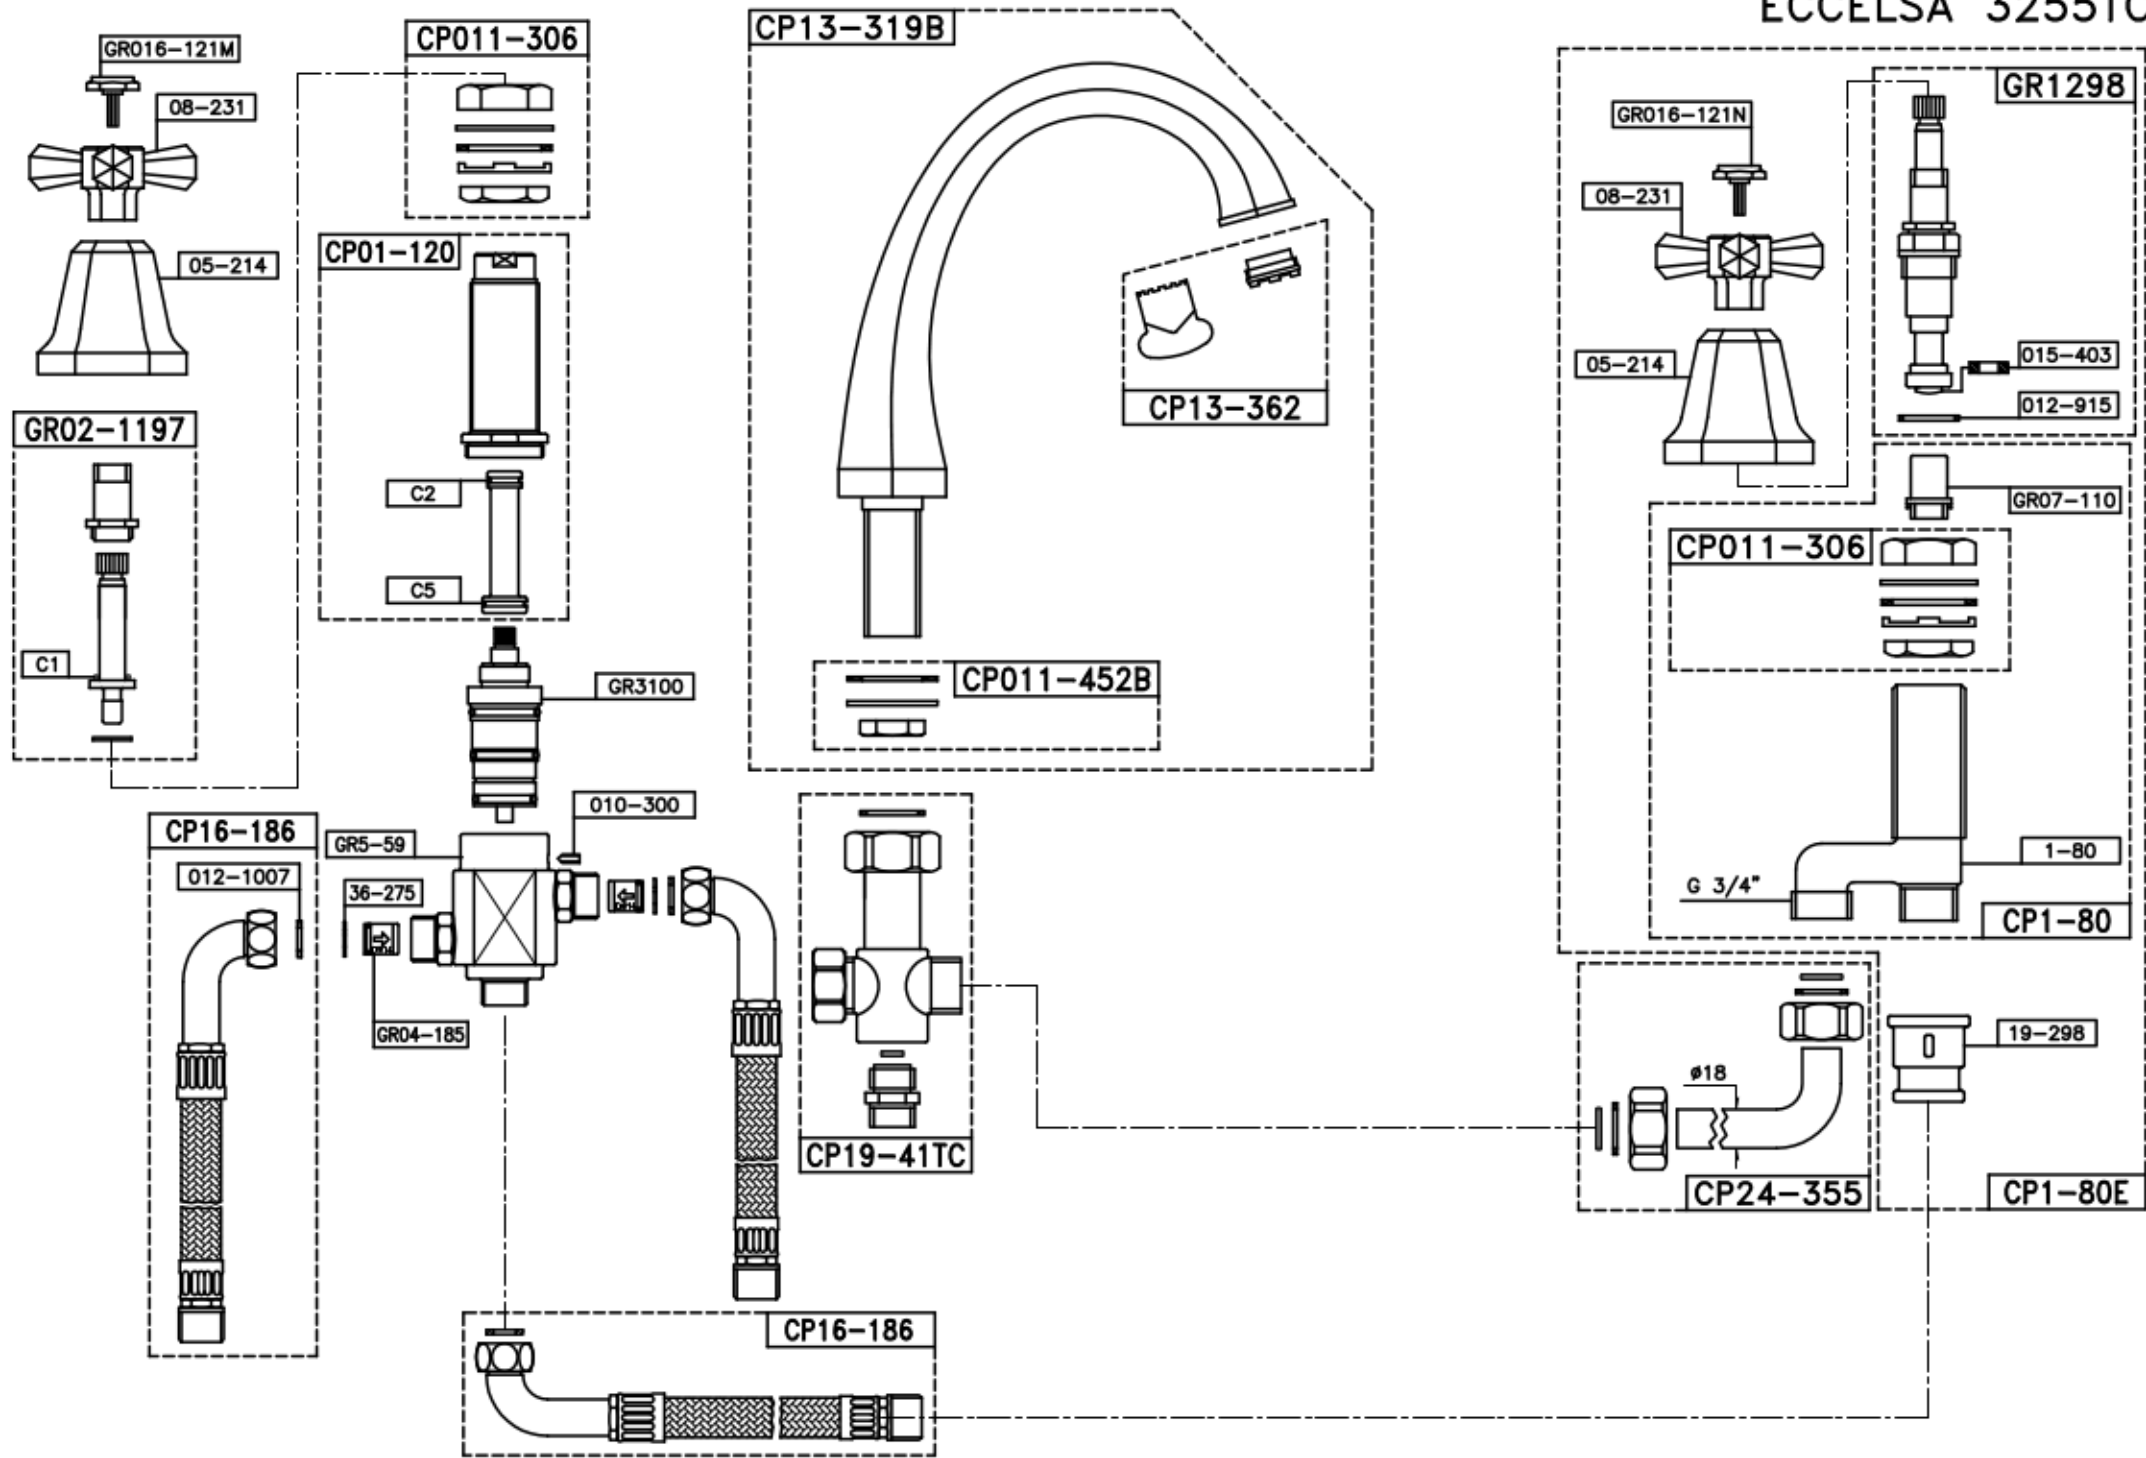 ECCELSA 3255TC
GR016-121M
08-231
05-214
GR02-1197
C1
CP011-306
CP01-120
C2
C5
GR3100
CP13-319B
CP13-362
CP011-452B
GR016-121N
08-231
05-214
GR1298
015-403
012-915
GR07-110
CP011-306
1-80
G 3/4"
CP1-80
CP16-186
012-1007
36-275
GR5-59
010-300
GR04-185
CP19-41TC
ø18
CP24-355
19-298
CP1-80E
CP16-186